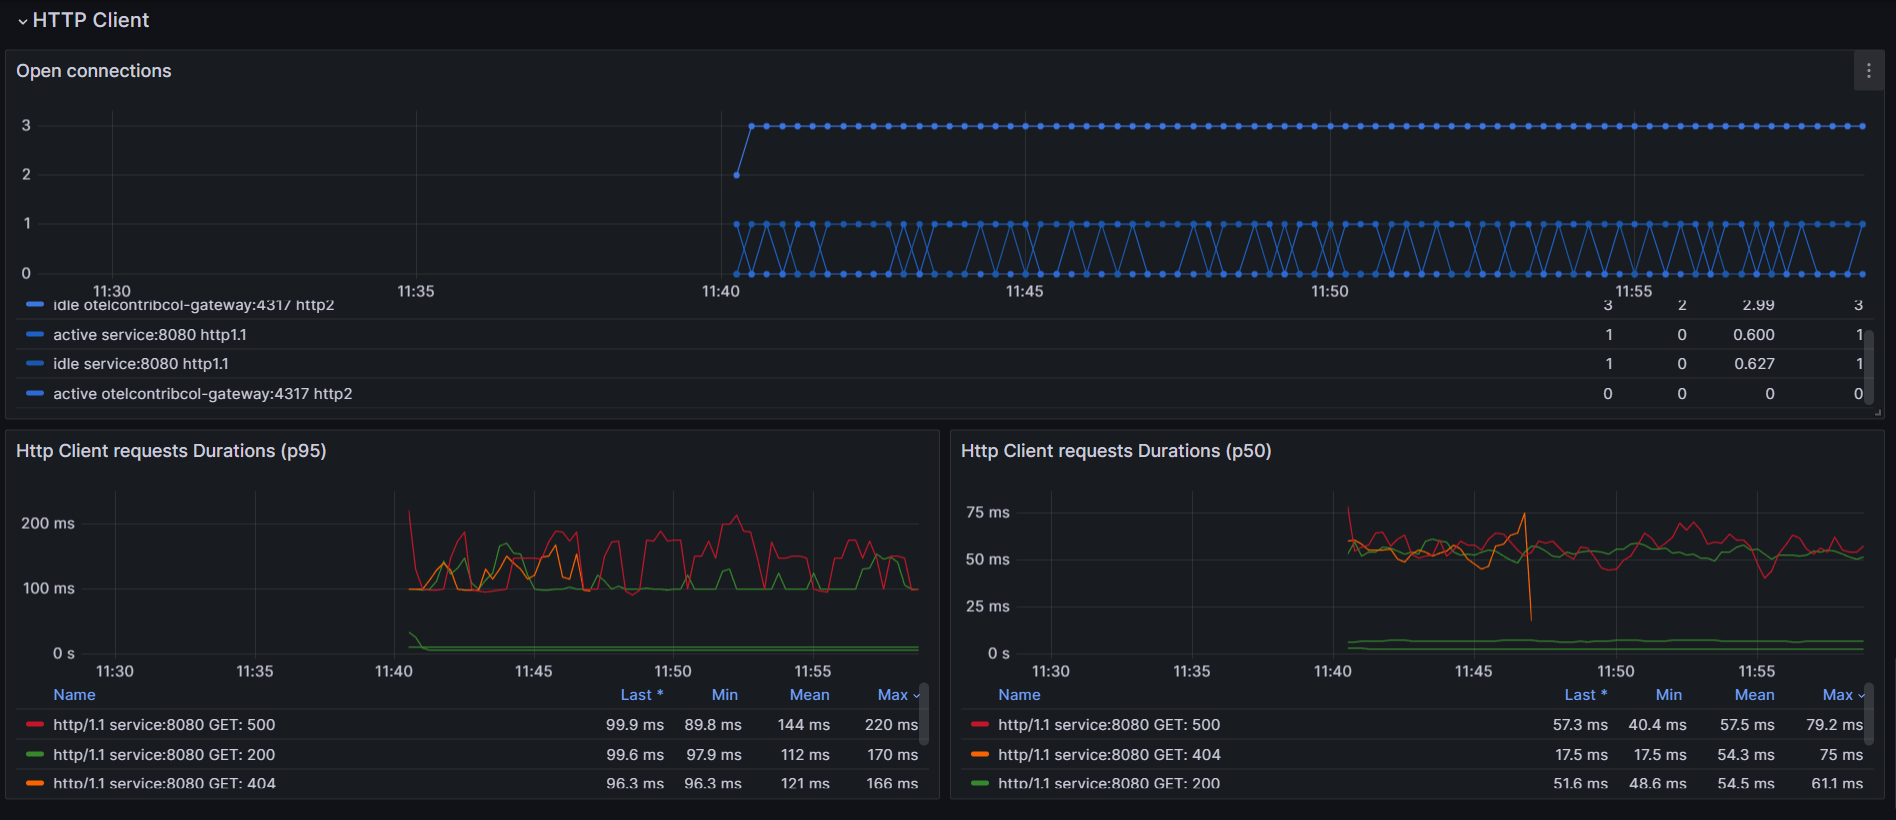 HTTP Client
Open connections
3
2
1
0
11:30 11:35 11:40 11:45 11:50 11:55
idle otelcontribcol-gateway:4317 http2 3 2 2.99 3
active service:8080 http1.1 1 0 0.600 1
idle service:8080 http1.1 1 0 0.627 1
active otelcontribcol-gateway:4317 http2 0 0 0 0
Http Client requests Durations (p95)
200 ms
100 ms
0 s
11:30 11:35 11:40 11:45 11:50 11:55
Name Last * Min Mean Max
http/1.1 service:8080 GET: 500 99.9 ms 89.8 ms 144 ms 220 ms
http/1.1 service:8080 GET: 200 99.6 ms 97.9 ms 112 ms 170 ms
http/1.1 service:8080 GET: 404 96.3 ms 96.3 ms 121 ms 166 ms
Http Client requests Durations (p50)
75 ms
50 ms
25 ms
0 s
11:30 11:35 11:40 11:45 11:50 11:55
Name Last * Min Mean Max
http/1.1 service:8080 GET: 500 57.3 ms 40.4 ms 57.5 ms 79.2 ms
http/1.1 service:8080 GET: 404 17.5 ms 17.5 ms 54.3 ms 75 ms
http/1.1 service:8080 GET: 200 51.6 ms 48.6 ms 54.5 ms 61.1 ms